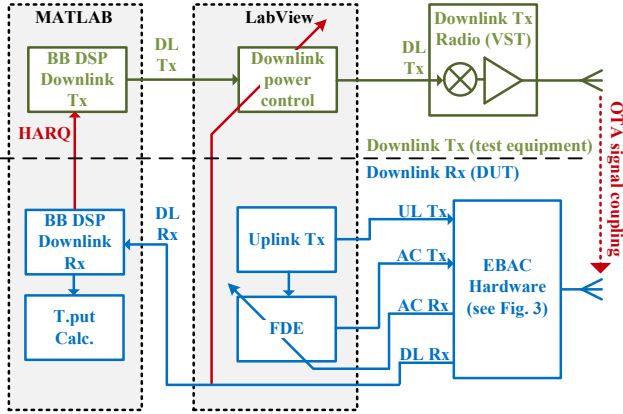 MATLAB
LabView
Downlink Tx
Radio (VST)
BB DSP
Downlink
Tx
DL
Tx
Downlink
power
control
DL
Tx
HARQ
OTA signal coupling
Downlink Tx (test equipment)
Downlink Rx (DUT)
BB DSP
Downlink
Rx
DL
Rx
Uplink Tx
UL Tx
AC Tx
EBAC
Hardware
(see Fig. 3)
T.put
Calc.
FDE
AC Rx
DL Rx